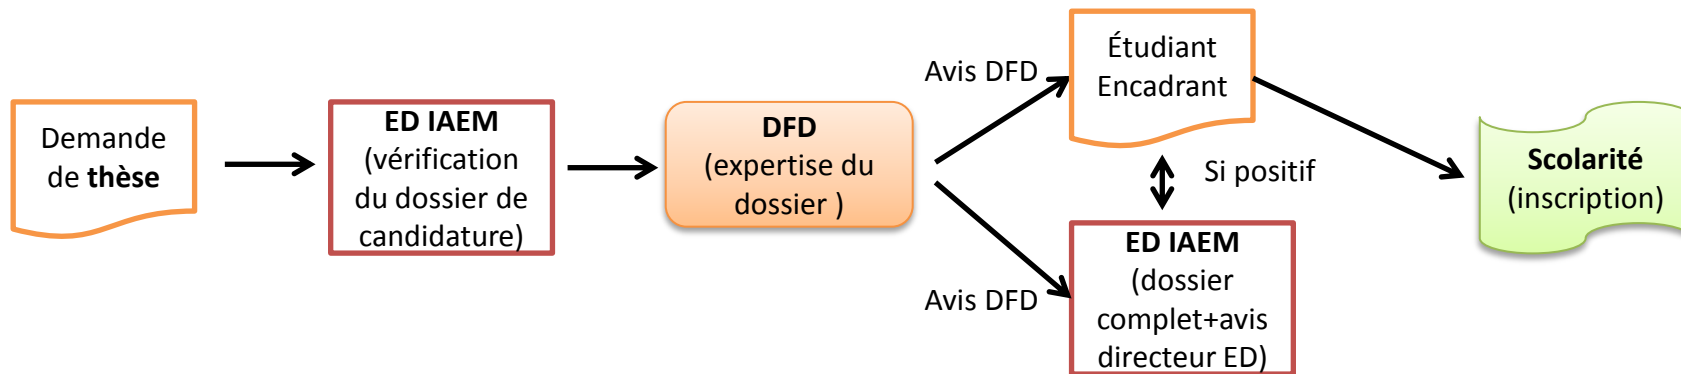 Demande
de thèse
ED IAEM
(vérification
du dossier de
candidature)
DFD
(expertise du
dossier )
Avis DFD
Étudiant
Encadrant
Si positif
Avis DFD
ED IAEM
(dossier
complet+avis
directeur ED)
Scolarité
(inscription)